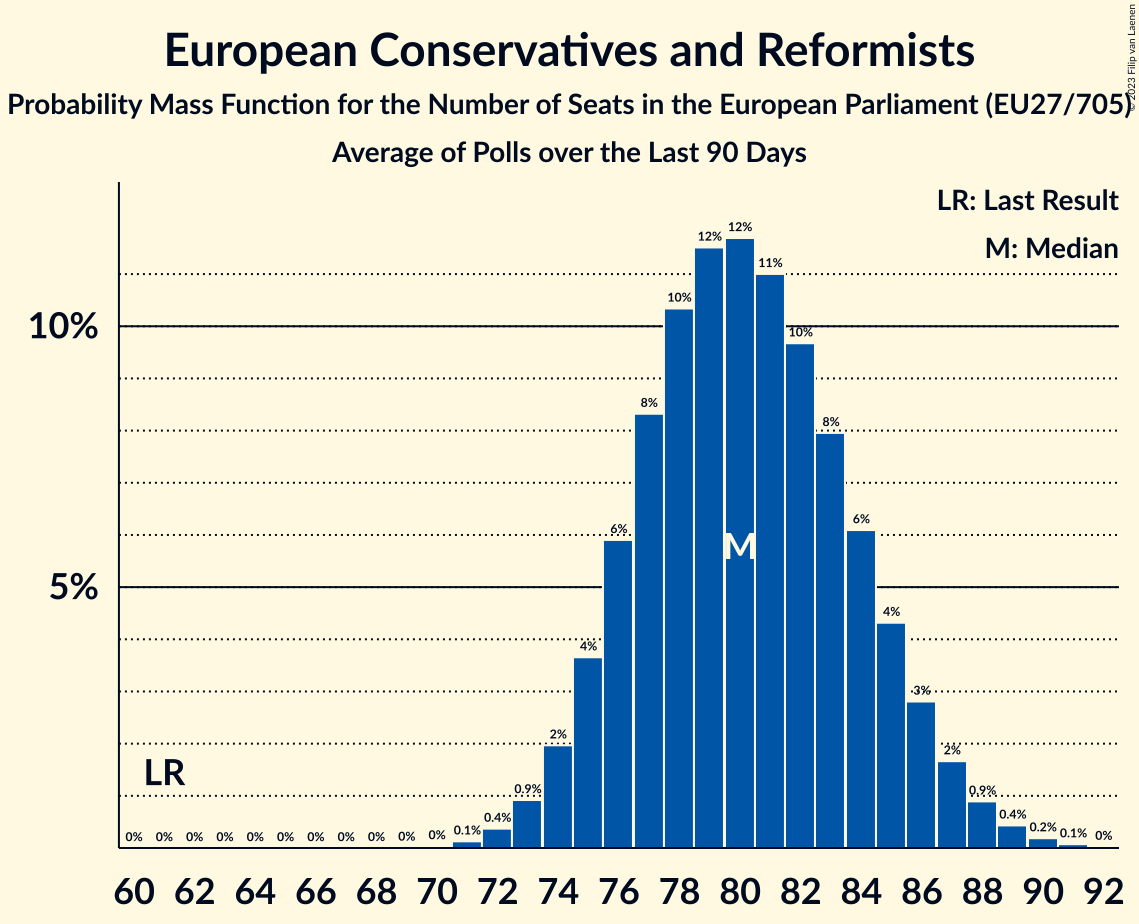 European Conservatives and Reformists
Probability Mass Function for the Number of Seats in the European Parliament (EU27/705)
Average of Polls over the Last 90 Days
© 2023 Filip van Laenen
LR: Last Result
M: Median
10%
5%
LR
M
0% 0% 0% 0% 0% 0% 0% 0% 0% 0% 0% 0.1% 0.4% 0.9% 2% 4% 6% 8% 10% 12% 12% 11% 10% 8% 6% 4% 3% 2% 0.9% 0.4% 0.2% 0.1% 0%
60 62 64 66 68 70 72 74 76 78 80 82 84 86 88 90 92